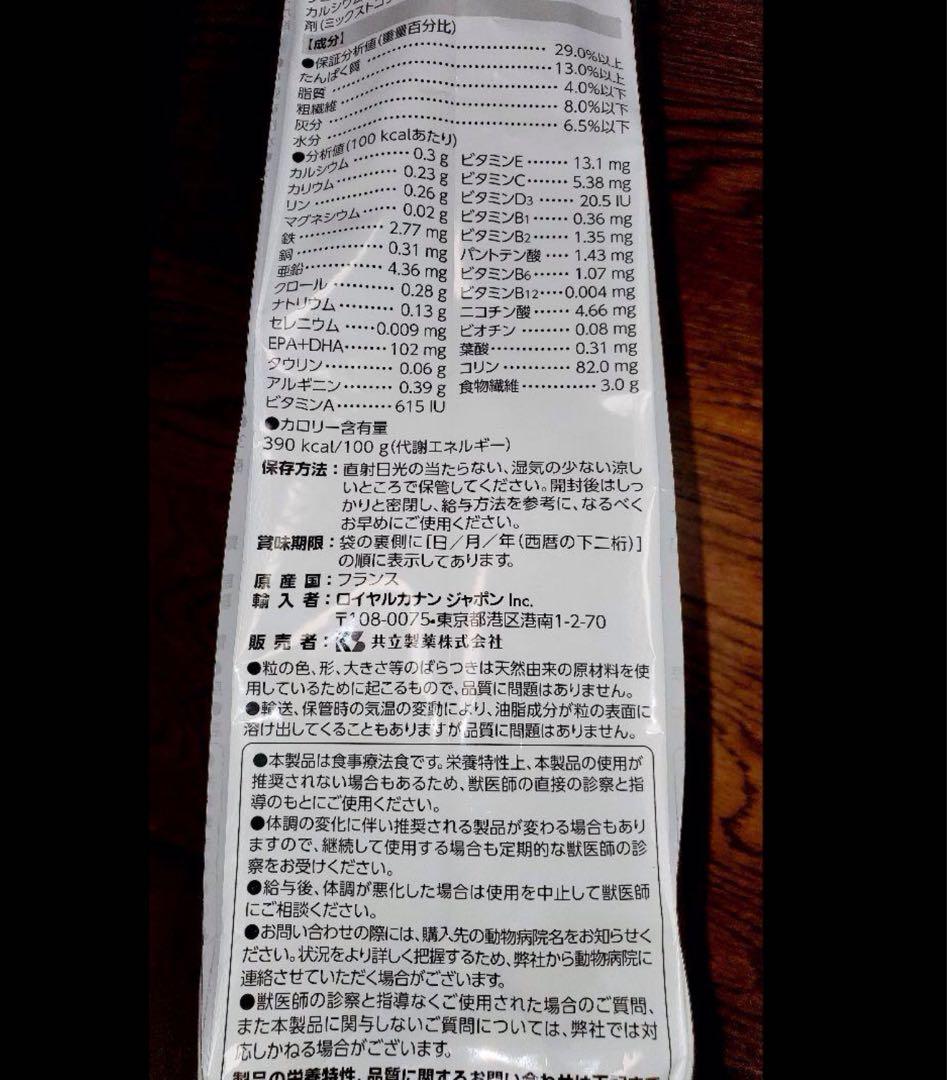 カルシウム
剤(ミックストコフ
【成分】
●保証分析値(重量百分比)
たんぱく質 ………………………… 29.0%以上
脂質 ………………………… 13.0%以上
粗繊維 ………………………… 4.0%以下
灰分 ………………………… 8.0%以下
水分 ………………………… 6.5%以下
●分析値(100 kcalあたり)
カルシウム ………… 0.3 g
カリウム ………… 0.23 g
リン ………… 0.26 g
マグネシウム ……… 0.02 g
鉄 ………… 2.77 mg
銅 ………… 0.31 mg
亜鉛 ………… 4.36 mg
クロール ………… 0.28 g
ナトリウム ………… 0.13 g
セレニウム ……0.009 mg
EPA+DHA……… 102 mg
タウリン ………… 0.06 g
アルギニン ……… 0.39 g
ビタミンA ……… 615 IU
ビタミンE ……… 13.1 mg
ビタミンC ……… 5.38 mg
ビタミンD3 …… 20.5 IU
ビタミンB1 …… 0.36 mg
ビタミンB2 …… 1.35 mg
パントテン酸 …… 1.43 mg
ビタミンB6 …… 1.07 mg
ビタミンB12……0.004 mg
ニコチン酸 …… 4.66 mg
ビオチン ……… 0.08 mg
葉酸 ………… 0.31 mg
コリン ………… 82.0 mg
食物繊維 ………… 3.0 g
●カロリー含有量
390 kcal/100 g(代謝エネルギー)
保存方法:直射日光の当たらない、湿気の少ない涼し
いところで保管してください。開封後はしっ
かりと密閉し、給与方法を参考に、なるべく
お早めにご使用ください。
賞味期限:袋の裏側に[日/月/年(西暦の下二桁)]
の順に表示してあります。
原産国:フランス
輸入者:ロイヤルカナン ジャポン Inc.
〒108-0075・東京都港区港南1-2-70
販売者:KS 共立製薬株式会社
●粒の色、形、大きさ等のばらつきは天然由来の原材料を使
用しているために起こるもので、品質に問題はありません。
●輸送、保管時の気温の変動により、油脂成分が粒の表面に
溶け出してくることもありますが品質に問題はありません。
●本製品は食事療法食です。栄養特性上、本製品の使用が
推奨されない場合もあるため、獣医師の直接の診察と指
導のもとにご使用ください。
●体調の変化に伴い推奨される製品が変わる場合もあり
ますので、継続して使用する場合も定期的な獣医師の診
察をお受けください。
●給与後、体調が悪化した場合は使用を中止して獣医師
にご相談ください。
●お問い合わせの際には、購入先の動物病院名をお知らせく
ださい。状況をより詳しく把握するため、弊社から動物病院に
連絡させていただく場合がございます。
●獣医師の診察と指導なくご使用された場合のご質問、
また本製品に関与しないご質問については、弊社では対
応しかねる場合がございます。
製品の栄養特性、品質に関するお問い合わせは